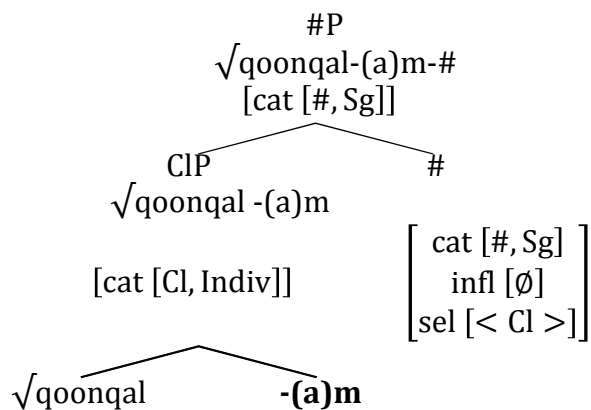 #P
√qoonqal-(a)m-#
[cat [#, Sg]]
ClP #
√qoonqal -(a)m
cat [#, Sg]
[cat [Cl, Indiv]] infl [∅]
sel [< Cl >]
√qoonqal -(a)m